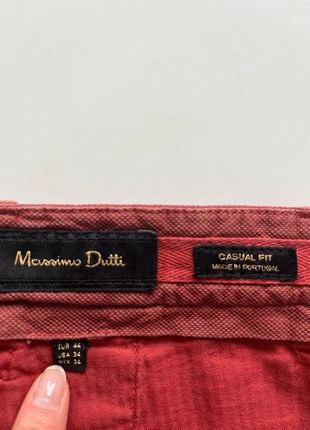 Massimo Dutti
CASUAL FIT
MADE IN PORTUGAL
EUR 44
USA 34
MEX 34